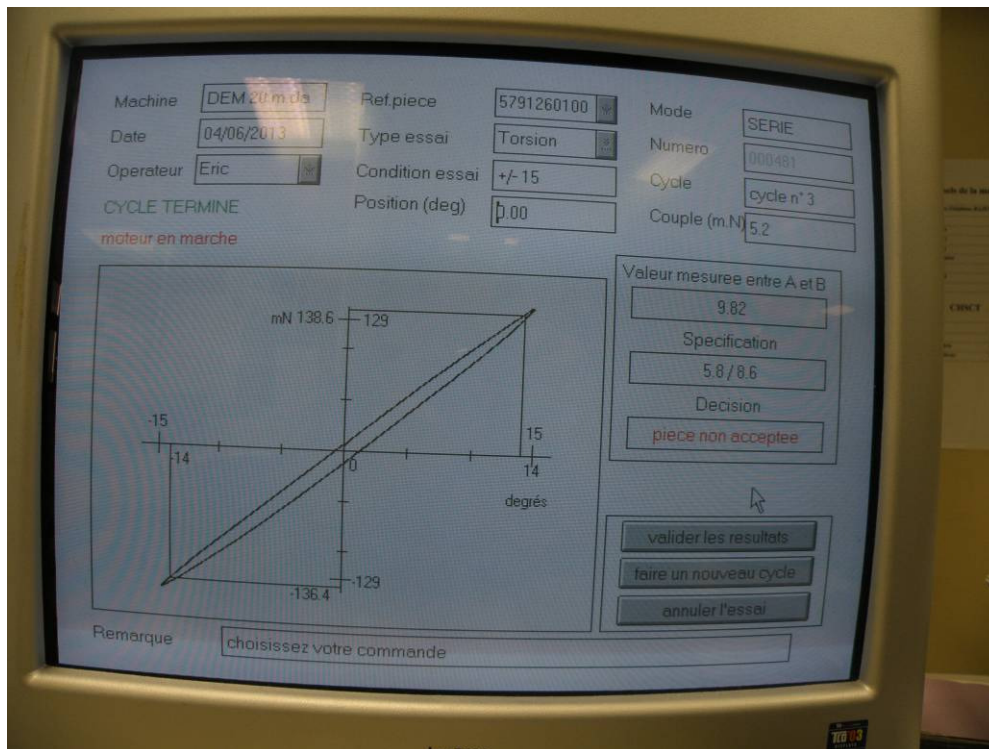 Machine DEM 20.m.da Ref.piece 5791260100 Mode SERIE
Date 04/06/2013 Type essai Torsion Numero 000481
Operateur Eric Condition essai +/- 15 Cycle cycle n° 3
CYCLE TERMINE Position (deg) 0.00 Couple (m.N) 5.2
moteur en marche
Valeur mesuree entre A et B
9.82
mN 138.6 129
Specification
5.8 / 8.6
Decision
piece non acceptee
-15 15
-14 0 14
degrés
-136.4 -129
valider les resultats
faire un nouveau cycle
annuler l'essai
Remarque choisissez votre commande
CHSCT